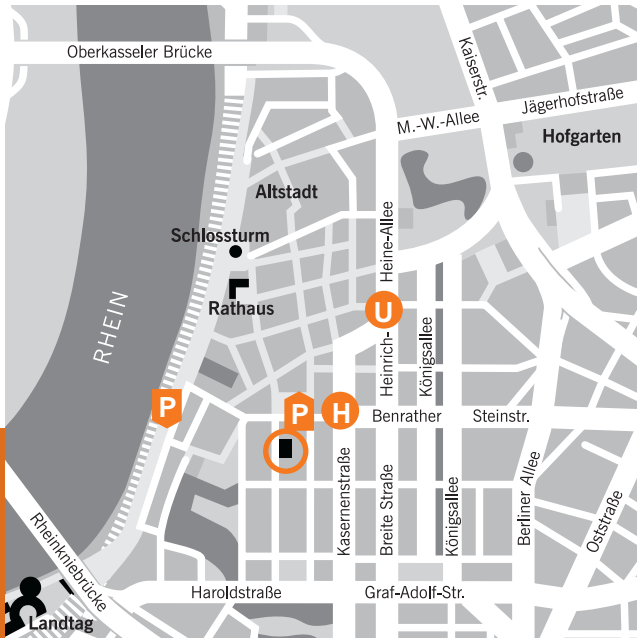 Oberkasseler Brücke
Kaiserstr.
Jägerhofstraße
M.-W.-Allee
Hofgarten
Altstadt
Schlossturm
Rathaus
RHEIN
Heinrich-Heine-Allee
U
Königsallee
P
P
H
Benrather Steinstr.
Kasernenstraße
Breite Straße
Königsallee
Berliner Allee
Oststraße
Rheinkniebrücke
Haroldstraße
Graf-Adolf-Str.
Landtag